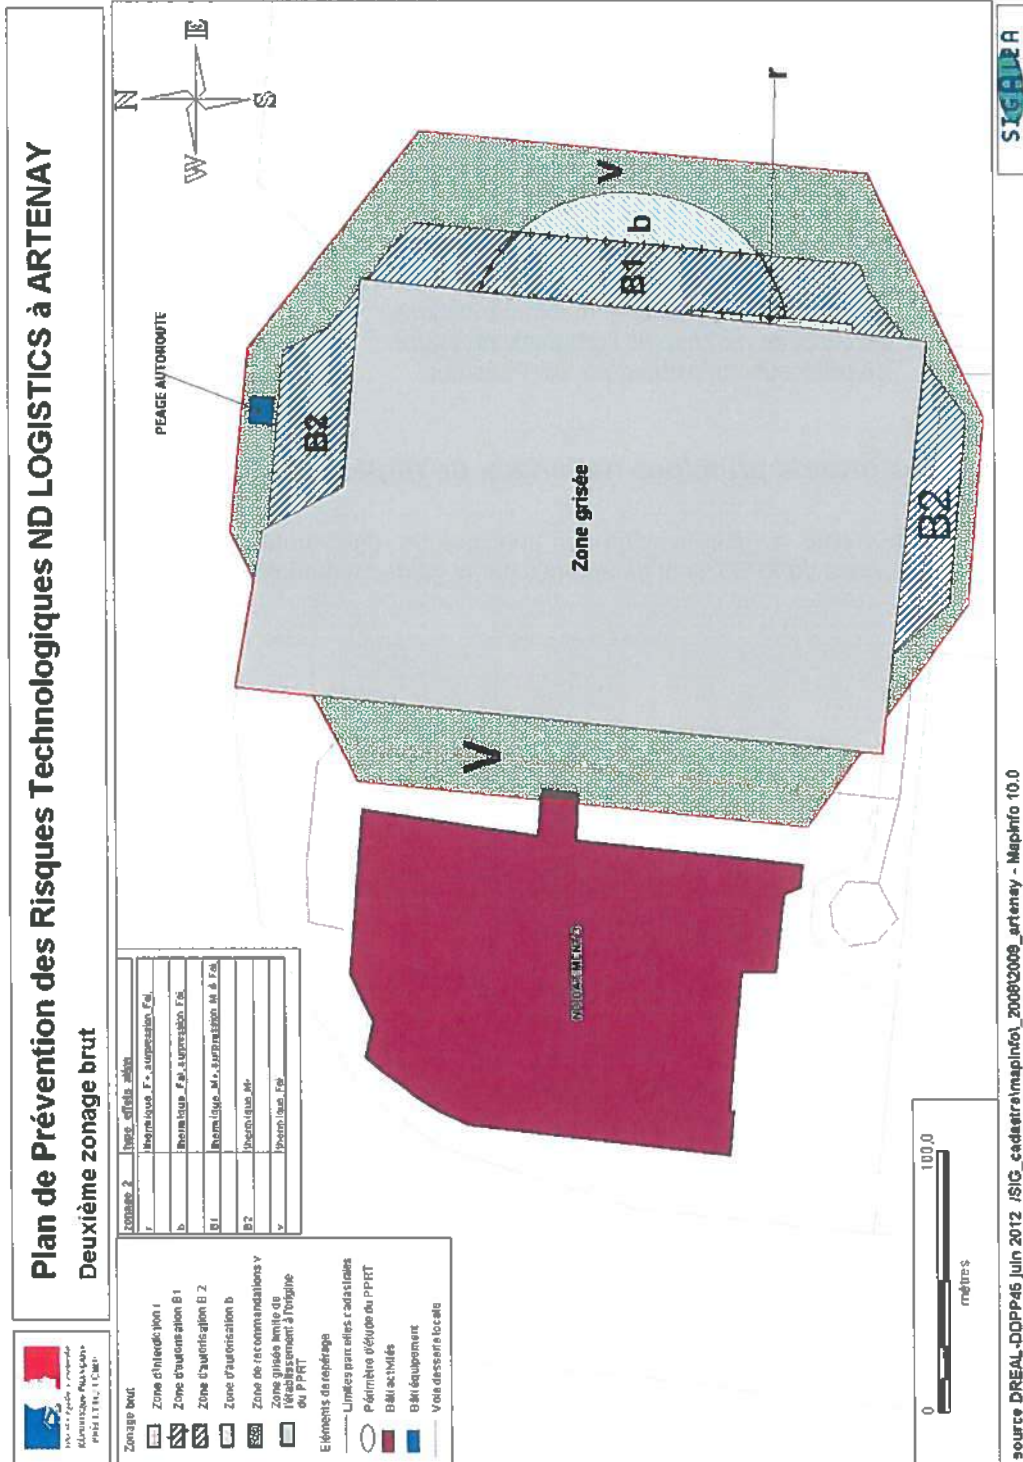 Plan de Prévention des Risques Technologiques ND LOGISTICS à ARTENAY
Deuxième zonage brut
Zonage brut
Zone d'interdiction r
Zone d'autorisation B1
Zone d'autorisation B 2
Zone d'autorisation b
Zone de recommandations v
Zone grisée limite de
l'établissement à l'origine
du PPRT
Eléments de repérage
Limites parcelles cadastrales
Périmètre d'étude du PPRT
Bâti activités
Bâti équipement
Voie desserte locale
zonage 2 type effets aléa
r thermique F+, surpression Fai
b thermique Fai, surpression Fai
B1 thermique M+, surpression M & Fai
B2 thermique M+
v thermique Fai
N
E
S
W
PEAGE AUTOROUTE
B2
V
b
B1
r
Zone grisée
V
B2
0
100,0
mètres
SIGALEA
source DREAL-DOPP45 juin 2012 /SIG_cadastre\mapinfo\_2008\2009_artenay - MapInfo 10.0